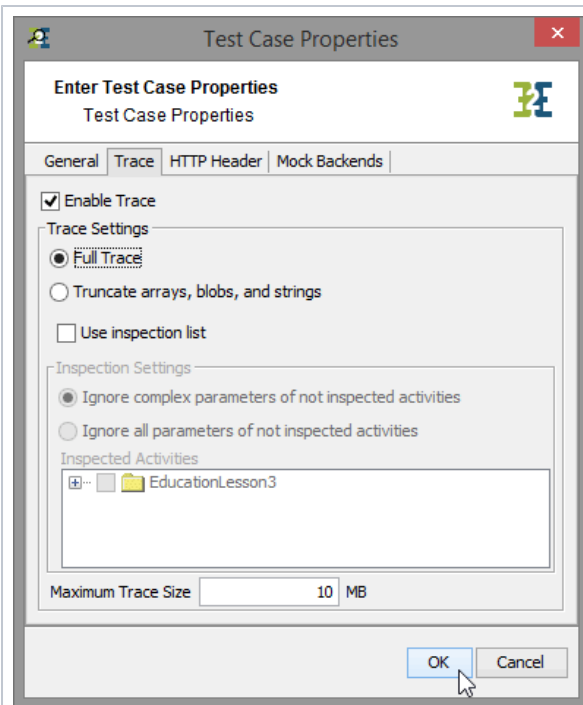 Test Case Properties
Enter Test Case Properties
Test Case Properties
General Trace HTTP Header Mock Backends
Enable Trace
Trace Settings
Full Trace
Truncate arrays, blobs, and strings
Use inspection list
Inspection Settings
Ignore complex parameters of not inspected activities
Ignore all parameters of not inspected activities
Inspected Activities
EducationLesson3
Maximum Trace Size 10 MB
OK Cancel